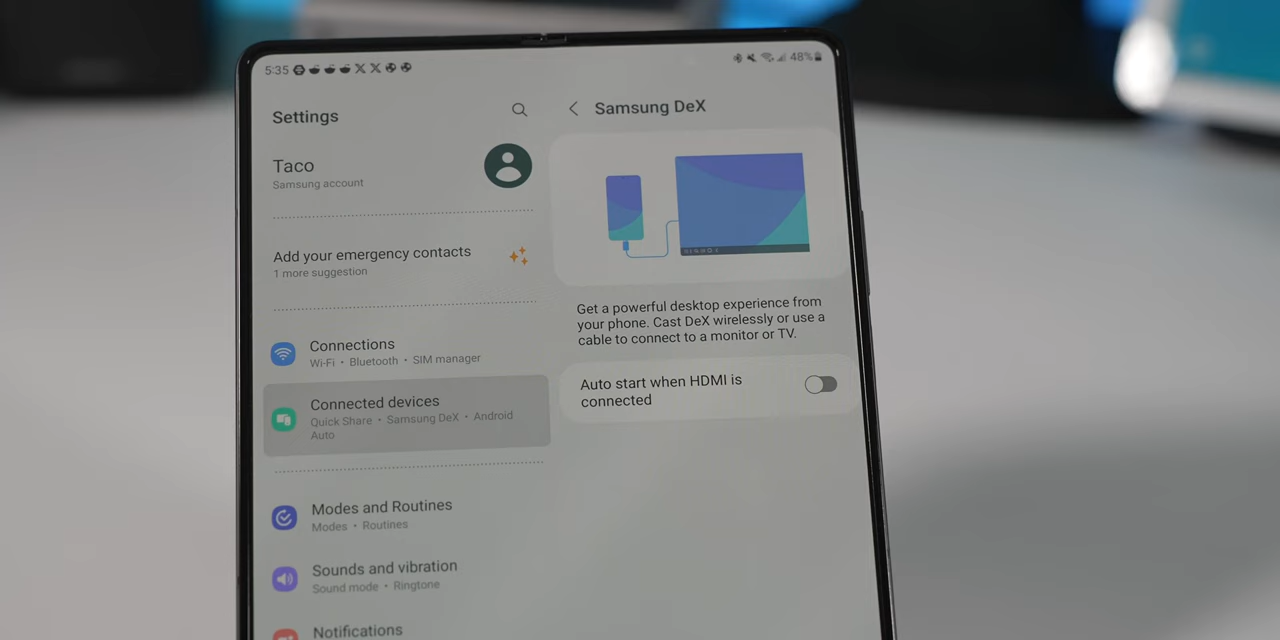 5:35
48%
Settings
Taco
Samsung account
Add your emergency contacts
1 more suggestion
Connections
Wi-Fi • Bluetooth • SIM manager
Connected devices
Quick Share • Samsung DeX • Android
Auto
Modes and Routines
Modes • Routines
Sounds and vibration
Sound mode • Ringtone
Notifications
Samsung DeX
Get a powerful desktop experience from
your phone. Cast DeX wirelessly or use a
cable to connect to a monitor or TV.
Auto start when HDMI is
connected